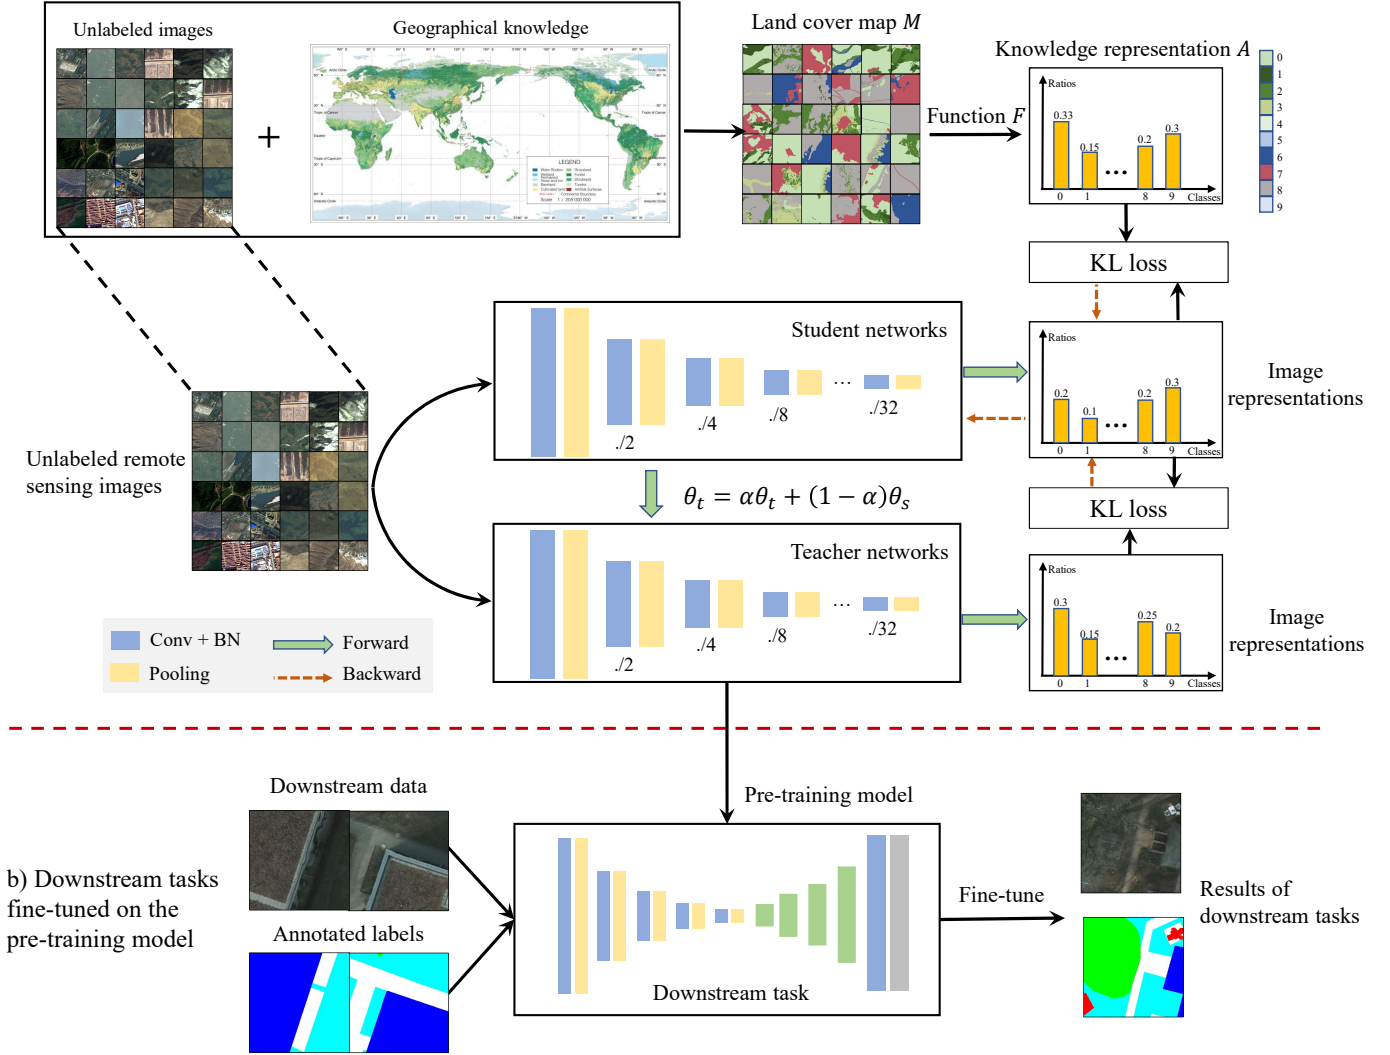 Unlabeled images
Geographical knowledge
Land cover map M
Knowledge representation A
LEGEND
Function F
Ratios
0.33
0.15
0.2
0.3
0
1
8
9
Classes
0
1
2
3
4
5
6
7
8
9
KL loss
Student networks
./2
./4
./8
./32
Ratios
0.2
0.1
0.2
0.3
0
1
8
9
Classes
Image
representations
Unlabeled remote
sensing images
θt = αθt + (1 − α)θs
KL loss
Teacher networks
./2
./4
./8
./32
Ratios
0.3
0.15
0.25
0.2
0
1
8
9
Classes
Image
representations
Conv + BN
Forward
Pooling
Backward
Downstream data
Pre-training model
b) Downstream tasks
fine-tuned on the
pre-training model
Annotated labels
Downstream task
Fine-tune
Results of
downstream tasks